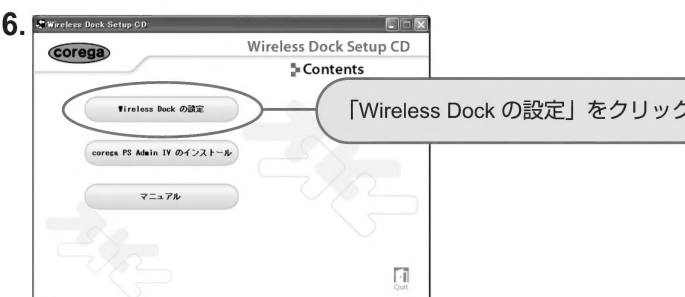 6.
Wireless Dock Setup CD
corega
Wireless Dock Setup CD
Contents
Wireless Dock の設定
「Wireless Dock の設定」をクリック
corega PS Admin IV のインストール
マニュアル
Quit